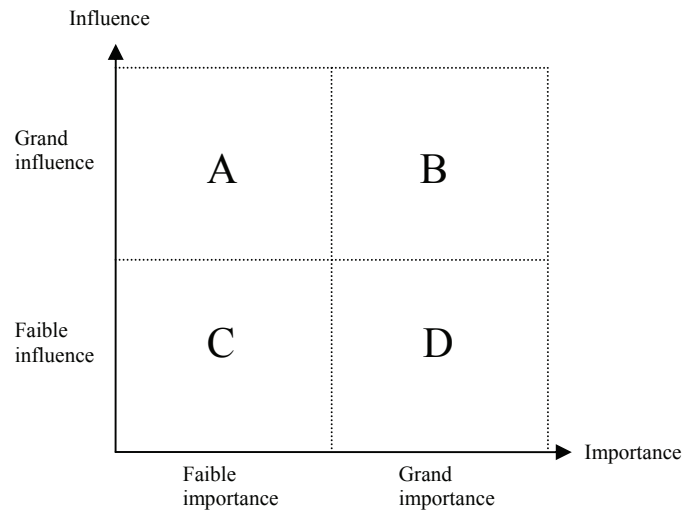 Influence
Grand
influence
A
B
Faible
influence
C
D
Importance
Faible
importance
Grand
importance